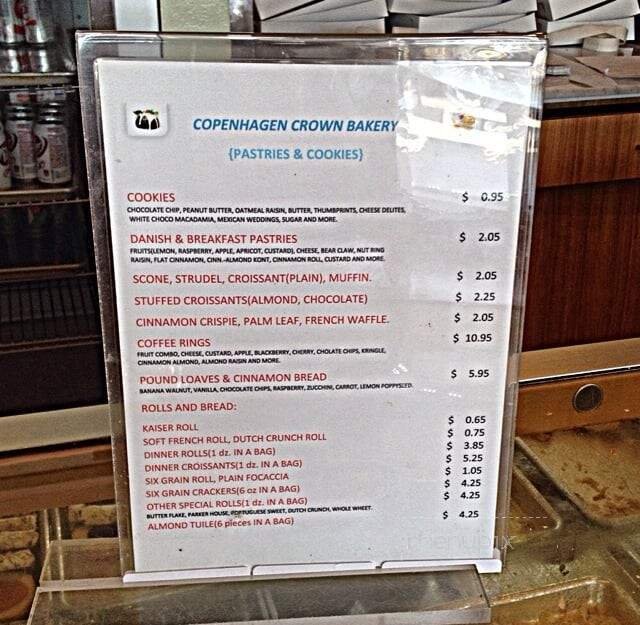 COPENHAGEN CROWN BAKERY
{PASTRIES & COOKIES}
COOKIES $ 0.95
CHOCOLATE CHIP, PEANUT BUTTER, OATMEAL RAISIN, BUTTER, THUMBPRINTS, CHEESE DELITES,
WHITE CHOCO MACADAMIA, MEXICAN WEDDINGS, SUGAR AND MORE.
DANISH & BREAKFAST PASTRIES $ 2.05
FRUITS(LEMON, RASPBERRY, APPLE, APRICOT, CUSTARD), CHEESE, BEAR CLAW, NUT RING
RAISIN, FLAT CINNAMON, CINN.-ALMOND KONT, CINNAMON ROLL, CUSTARD AND MORE.
SCONE, STRUDEL, CROISSANT(PLAIN), MUFFIN. $ 2.05
STUFFED CROISSANTS(ALMOND, CHOCOLATE) $ 2.25
CINNAMON CRISPIE, PALM LEAF, FRENCH WAFFLE. $ 2.05
COFFEE RINGS $ 10.95
FRUIT COMBO, CHEESE, CUSTARD, APPLE, BLACKBERRY, CHERRY, CHOLATE CHIPS, KRINGLE,
CINNAMON ALMOND, ALMOND RAISIN AND MORE.
POUND LOAVES & CINNAMON BREAD $ 5.95
BANANA WALNUT, VANILLA, CHOCOLATE CHIPS, RASPBERRY, ZUCCHINI, CARROT, LEMON POPPYSEED.
ROLLS AND BREAD:
KAISER ROLL $ 0.65
SOFT FRENCH ROLL, DUTCH CRUNCH ROLL $ 0.75
DINNER ROLLS(1 dz. IN A BAG) $ 3.85
DINNER CROISSANTS(1 dz. IN A BAG) $ 5.25
SIX GRAIN ROLL, PLAIN FOCACCIA $ 1.05
SIX GRAIN CRACKERS(6 oz IN A BAG) $ 4.25
OTHER SPECIAL ROLLS(1 dz. IN A BAG) $ 4.25
BUTTER FLAKE, PARKER HOUSE, PORTUGUESE SWEET, DUTCH CRUNCH, WHOLE WHEET.
ALMOND TUILE(6 pieces IN A BAG) $ 4.25